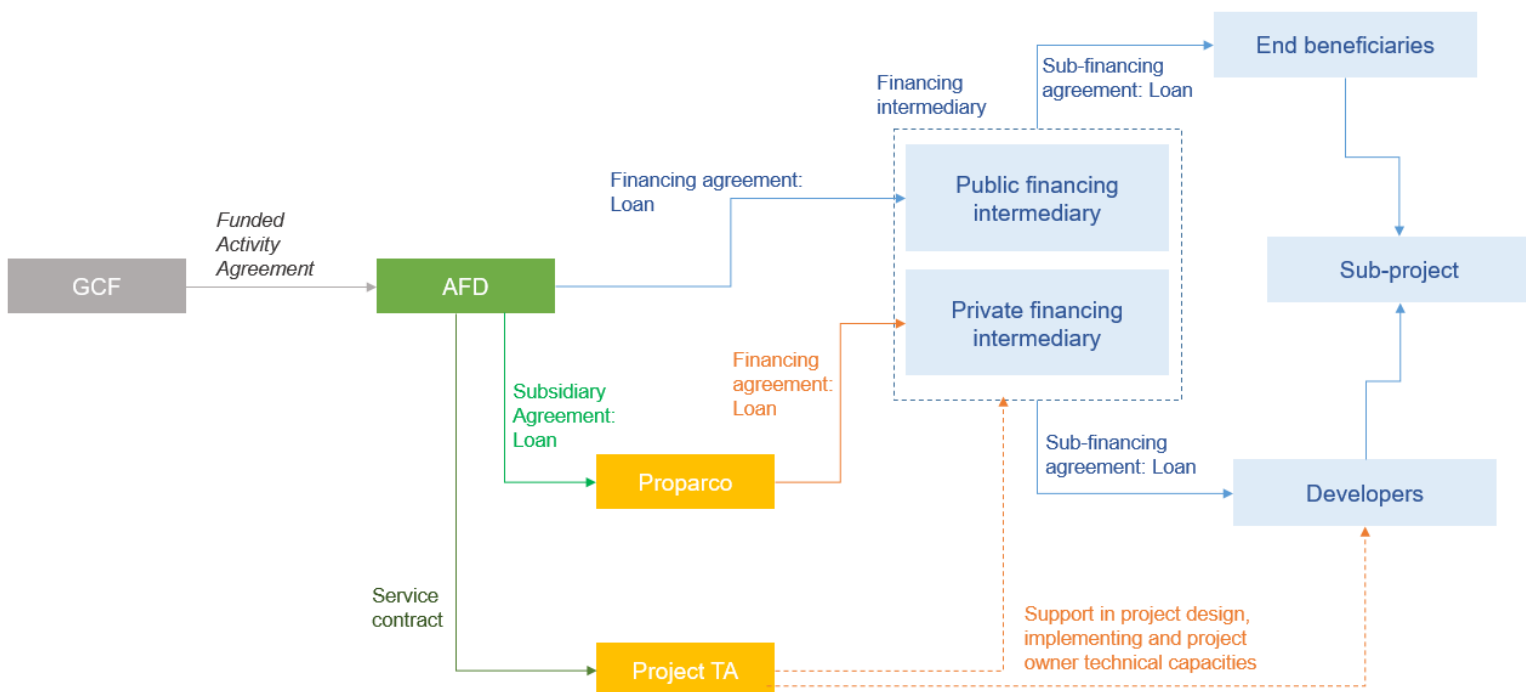 End beneficiaries
Sub-financing
agreement: Loan
Financing
intermediary
Public financing
intermediary
Financing agreement:
Loan
Funded
Activity
Agreement
GCF
AFD
Sub-project
Private financing
intermediary
Financing
agreement:
Loan
Subsidiary
Agreement:
Loan
Sub-financing
agreement: Loan
Proparco
Developers
Service
contract
Support in project design,
implementing and project
owner technical capacities
Project TA